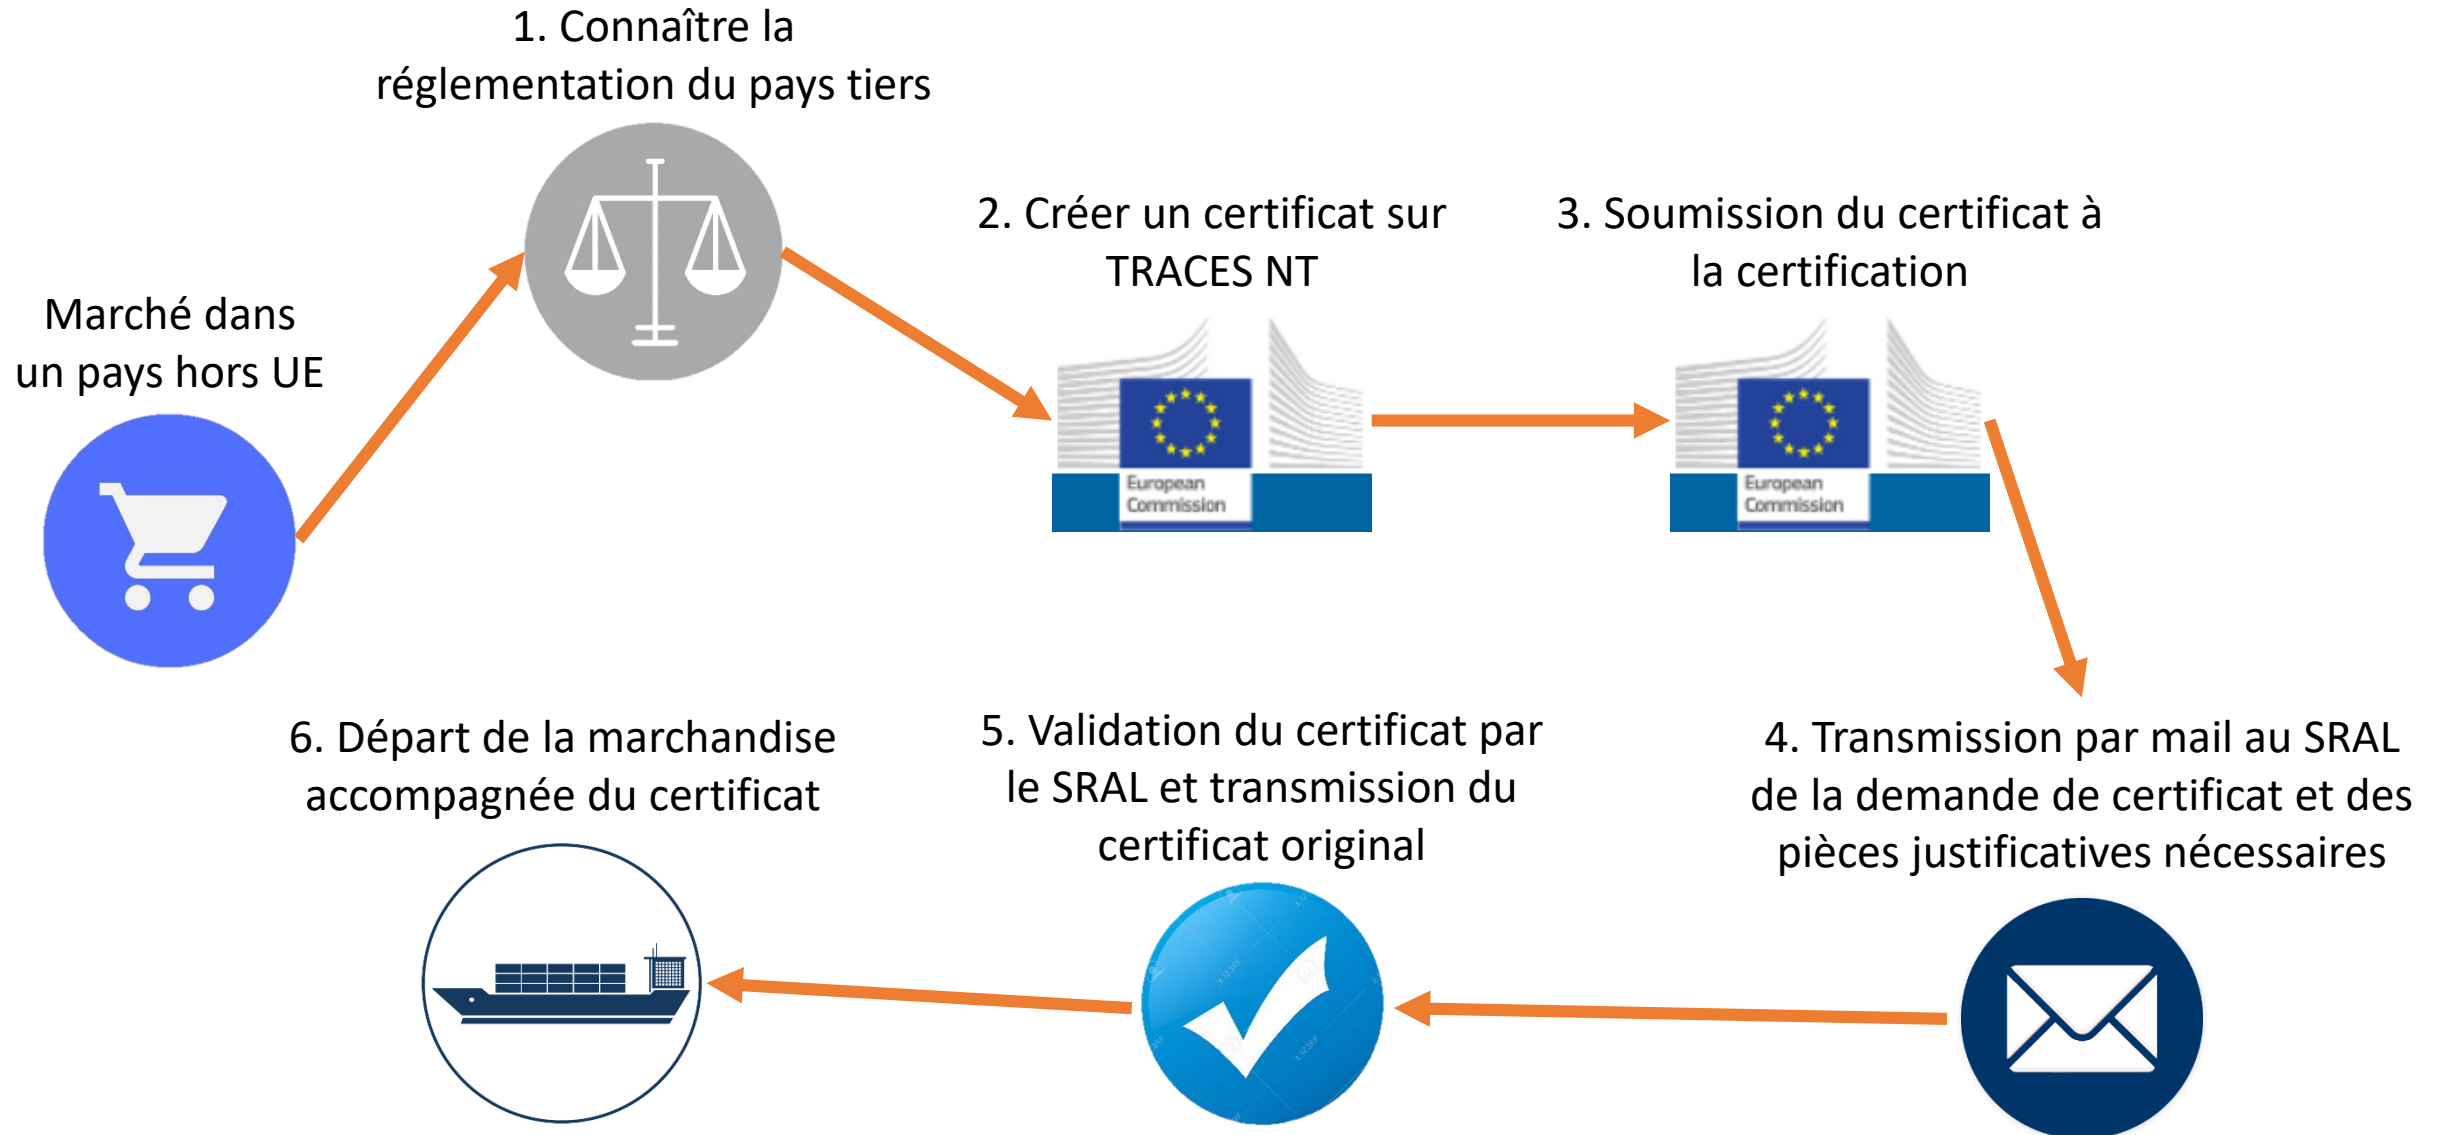 1. Connaître la
réglementation du pays tiers
2. Créer un certificat sur
TRACES NT
3. Soumission du certificat à
la certification
Marché dans
un pays hors UE
European
Commission
European
Commission
6. Départ de la marchandise
accompagnée du certificat
5. Validation du certificat par
le SRAL et transmission du
certificat original
4. Transmission par mail au SRAL
de la demande de certificat et des
pièces justificatives nécessaires